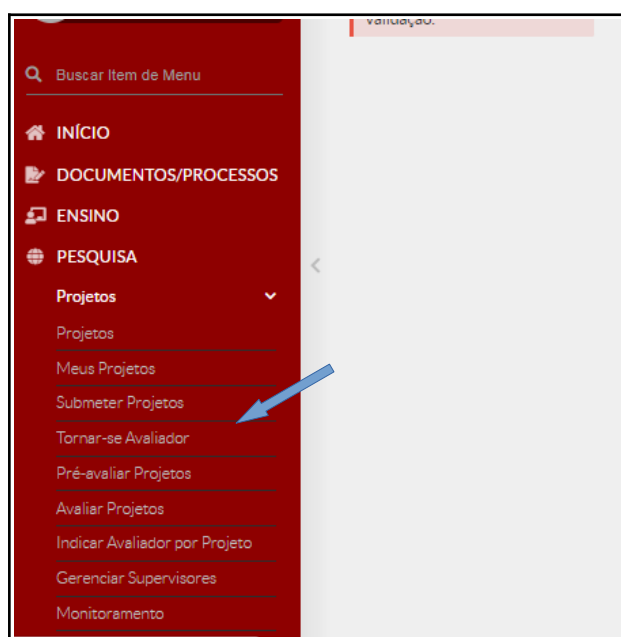 validação.
Buscar Item de Menu
INÍCIO
DOCUMENTOS/PROCESSOS
ENSINO
PESQUISA
Projetos
Projetos
Meus Projetos
Submeter Projetos
Tornar-se Avaliador
Pré-avaliar Projetos
Avaliar Projetos
Indicar Avaliador por Projeto
Gerenciar Supervisores
Monitoramento